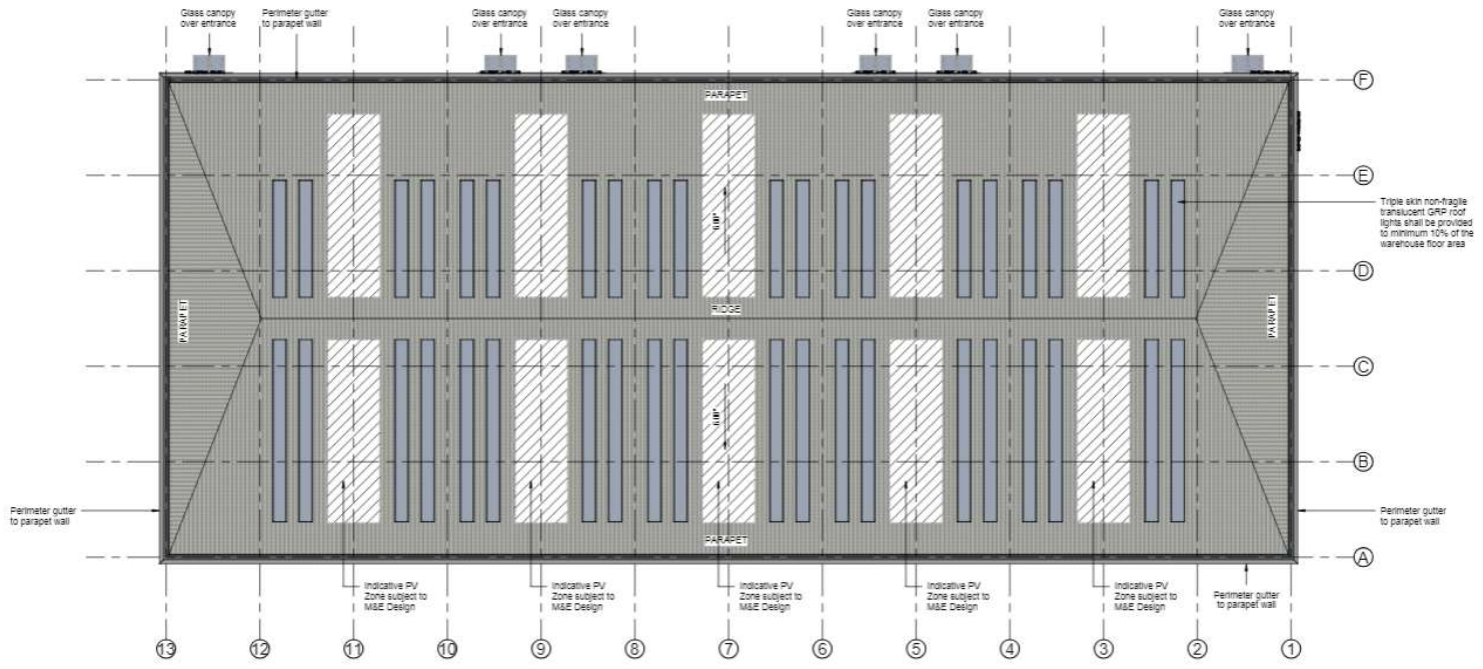 Glass canopy
over entrance
Perimeter gutter
to parapet wall
Glass canopy
over entrance
Glass canopy
over entrance
Glass canopy
over entrance
Glass canopy
over entrance
Glass canopy
over entrance
F
PARAPET
E
Triple skin non-fragile
translucent GRP roof
lights shall be provided
to minimum 10% of the
warehouse floor area
6.00°
D
PARAPET
RIDGE
PARAPET
C
6.00°
B
Perimeter gutter
to parapet wall
Perimeter gutter
to parapet wall
PARAPET
A
Indicative PV
Zone subject to
M&E Design
Indicative PV
Zone subject to
M&E Design
Indicative PV
Zone subject to
M&E Design
Indicative PV
Zone subject to
M&E Design
Indicative PV
Zone subject to
M&E Design
Perimeter gutter
to parapet wall
13 12 11 10 9 8 7 6 5 4 3 2 1